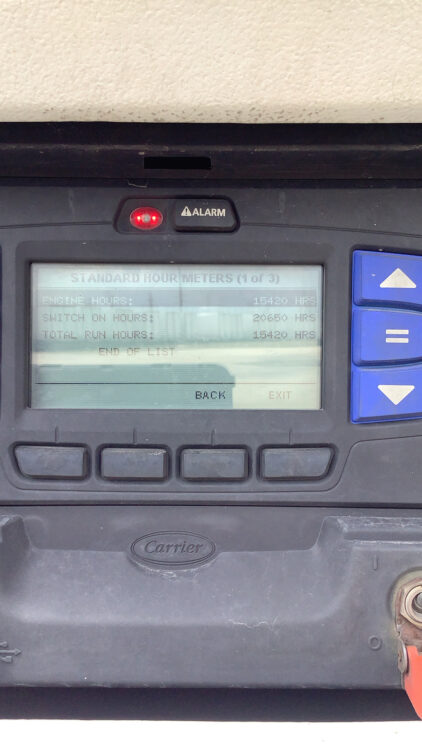 ALARM
STANDARD HOUR METERS (1 of 3)
ENGINE HOURS: 15420 HRS
SWITCH ON HOURS: 20650 HRS
TOTAL RUN HOURS: 15420 HRS
END OF LIST
BACK EXIT
Carrier
I
O